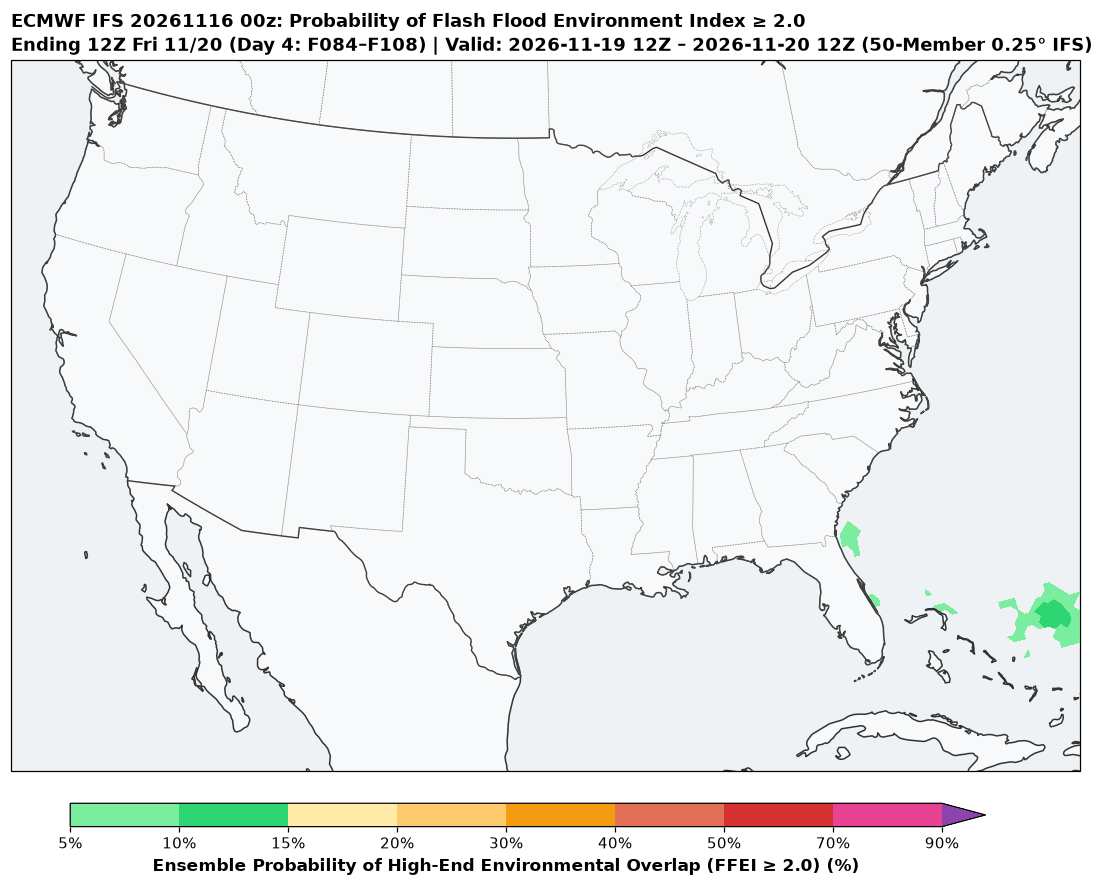 ECMWF IFS 20261116 00z: Probability of Flash Flood Environment Index ≥ 2.0
Ending 12Z Fri 11/20 (Day 4: F084–F108) | Valid: 2026-11-19 12Z – 2026-11-20 12Z (50-Member 0.25° IFS)
5% 10% 15% 20% 30% 40% 50% 70% 90%
Ensemble Probability of High-End Environmental Overlap (FFEI ≥ 2.0) (%)